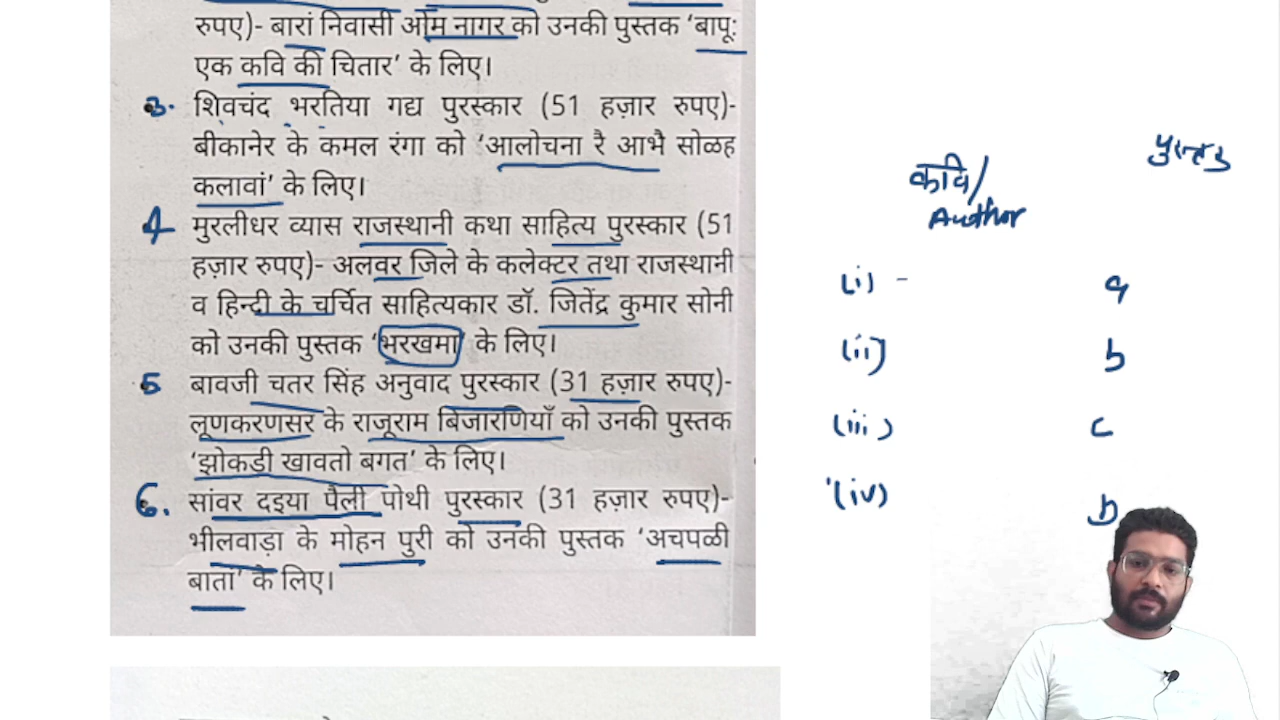 रुपए)- बारां निवासी ओम नागर को उनकी पुस्तक ‘बापू:
एक कवि की चितार’ के लिए।
3. शिवचंद भरतिया गद्य पुरस्कार (51 हज़ार रुपए)-
बीकानेर के कमल रंगा को ‘आलोचना रै आभै सोळह
कलावां’ के लिए।
4 मुरलीधर व्यास राजस्थानी कथा साहित्य पुरस्कार (51
हज़ार रुपए)- अलवर जिले के कलेक्टर तथा राजस्थानी
व हिन्दी के चर्चित साहित्यकार डॉ. जितेंद्र कुमार सोनी
को उनकी पुस्तक ‘भरखमा’ के लिए।
5 बावजी चतर सिंह अनुवाद पुरस्कार (31 हज़ार रुपए)-
लूणकरणसर के राजूराम बिजारणियाँ को उनकी पुस्तक
‘झोकड़ी खावतो बगत’ के लिए।
6. सांवर दइया पैली पोथी पुरस्कार (31 हज़ार रुपए)-
भीलवाड़ा के मोहन पुरी को उनकी पुस्तक ‘अचपळी
बातां’ के लिए।
कवि/ पुस्तक
Author
(i) - a
(ii) b
(iii) c
(iv) b